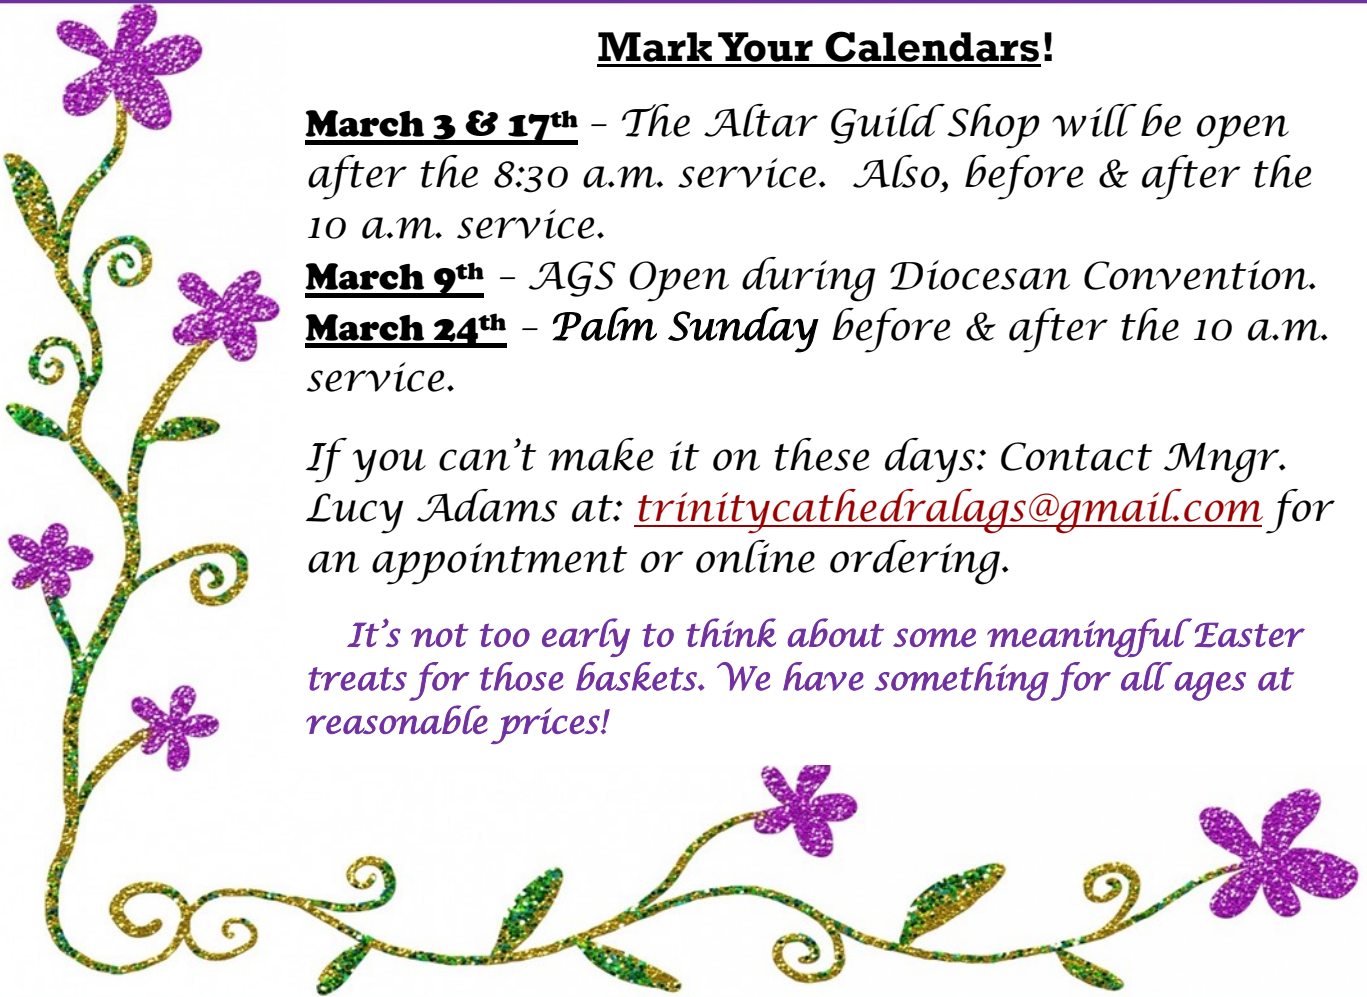 Mark Your Calendars!
March 3 & 17th – The Altar Guild Shop will be open
after the 8:30 a.m. service.  Also, before & after the
10 a.m. service.
March 9th – AGS Open during Diocesan Convention.
March 24th – Palm Sunday before & after the 10 a.m.
service.
If you can’t make it on these days: Contact Mngr.
Lucy Adams at: trinitycathedralags@gmail.com for
an appointment or online ordering.
It’s not too early to think about some meaningful Easter
treats for those baskets. We have something for all ages at
reasonable prices!